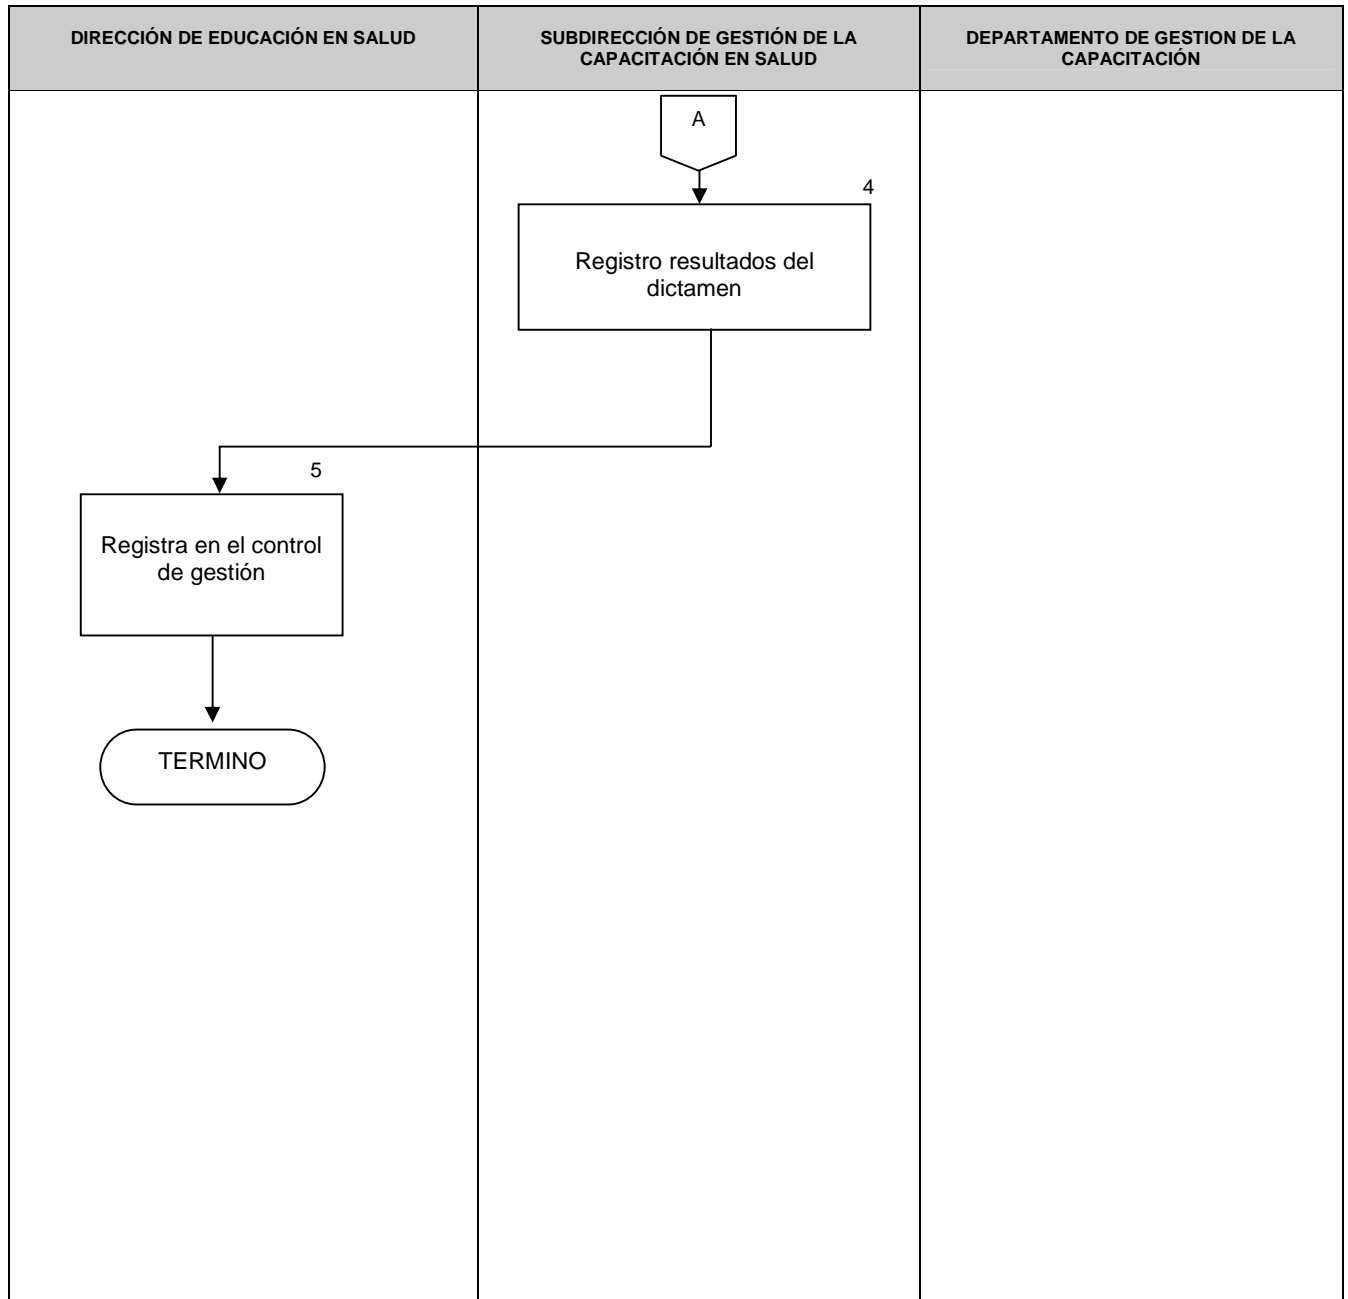 DIRECCIÓN DE EDUCACIÓN EN SALUD
SUBDIRECCIÓN DE GESTIÓN DE LA
CAPACITACIÓN EN SALUD
DEPARTAMENTO DE GESTION DE LA
CAPACITACIÓN
A
4
Registro resultados del
dictamen
5
Registra en el control
de gestión
TERMINO